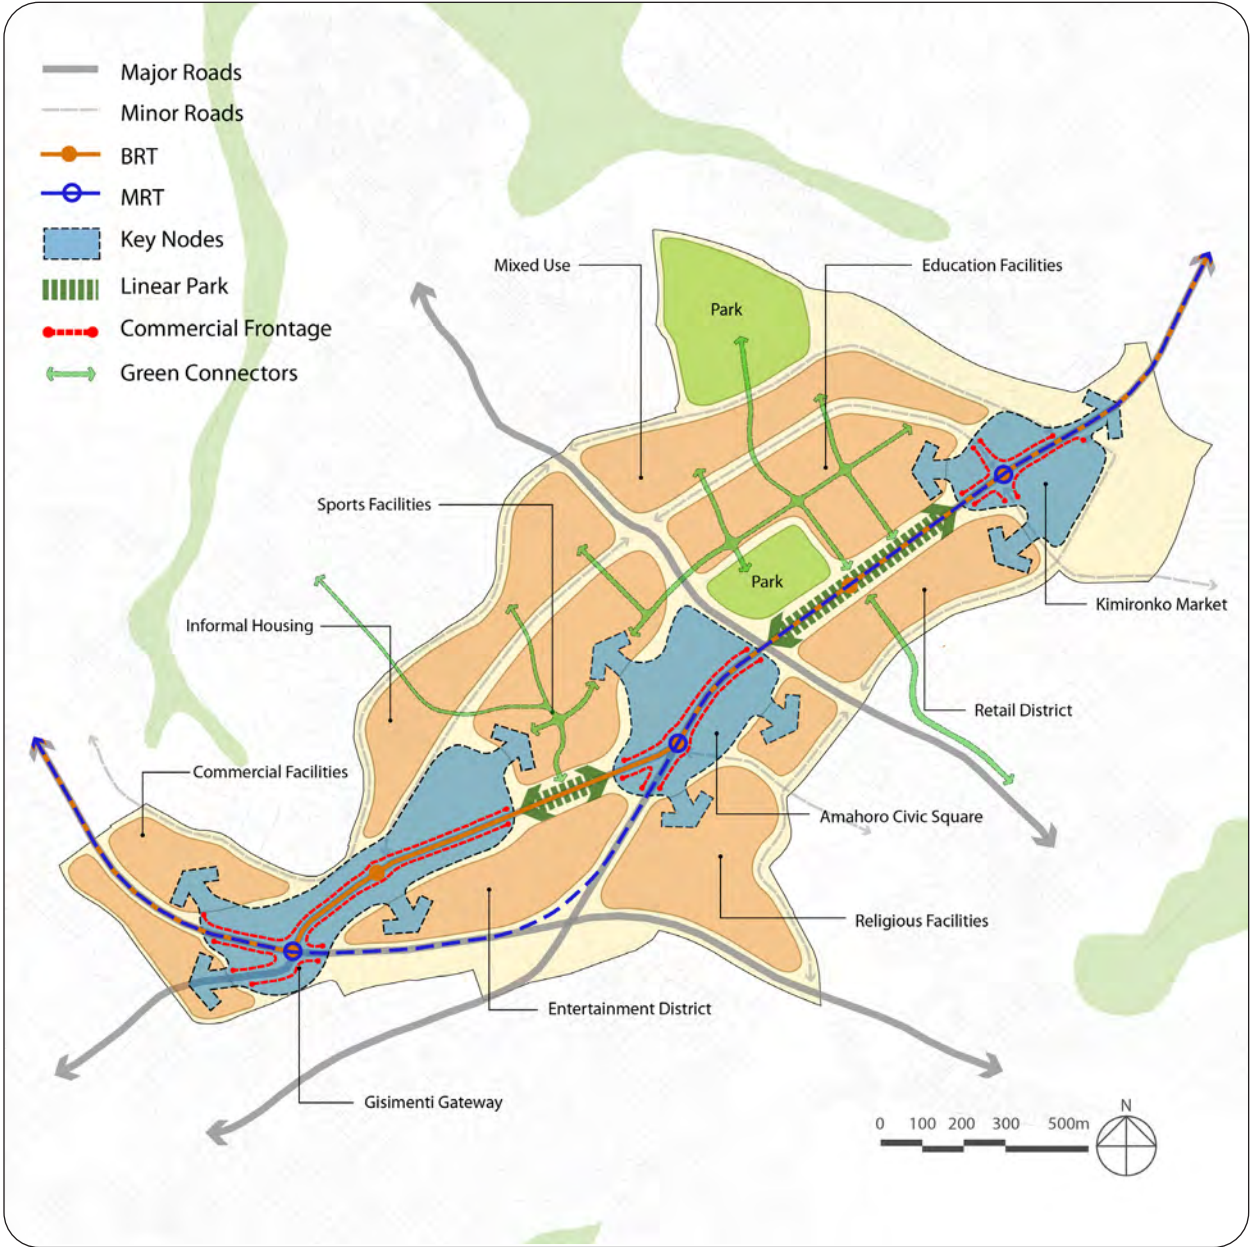 Major Roads
Minor Roads
BRT
MRT
Key Nodes
Linear Park
Commercial Frontage
Green Connectors
Mixed Use
Education Facilities
Park
Sports Facilities
Park
Kimironko Market
Informal Housing
Retail District
Commercial Facilities
Amahoro Civic Square
Religious Facilities
Entertainment District
Gisimenti Gateway
N
0 100 200 300 500m